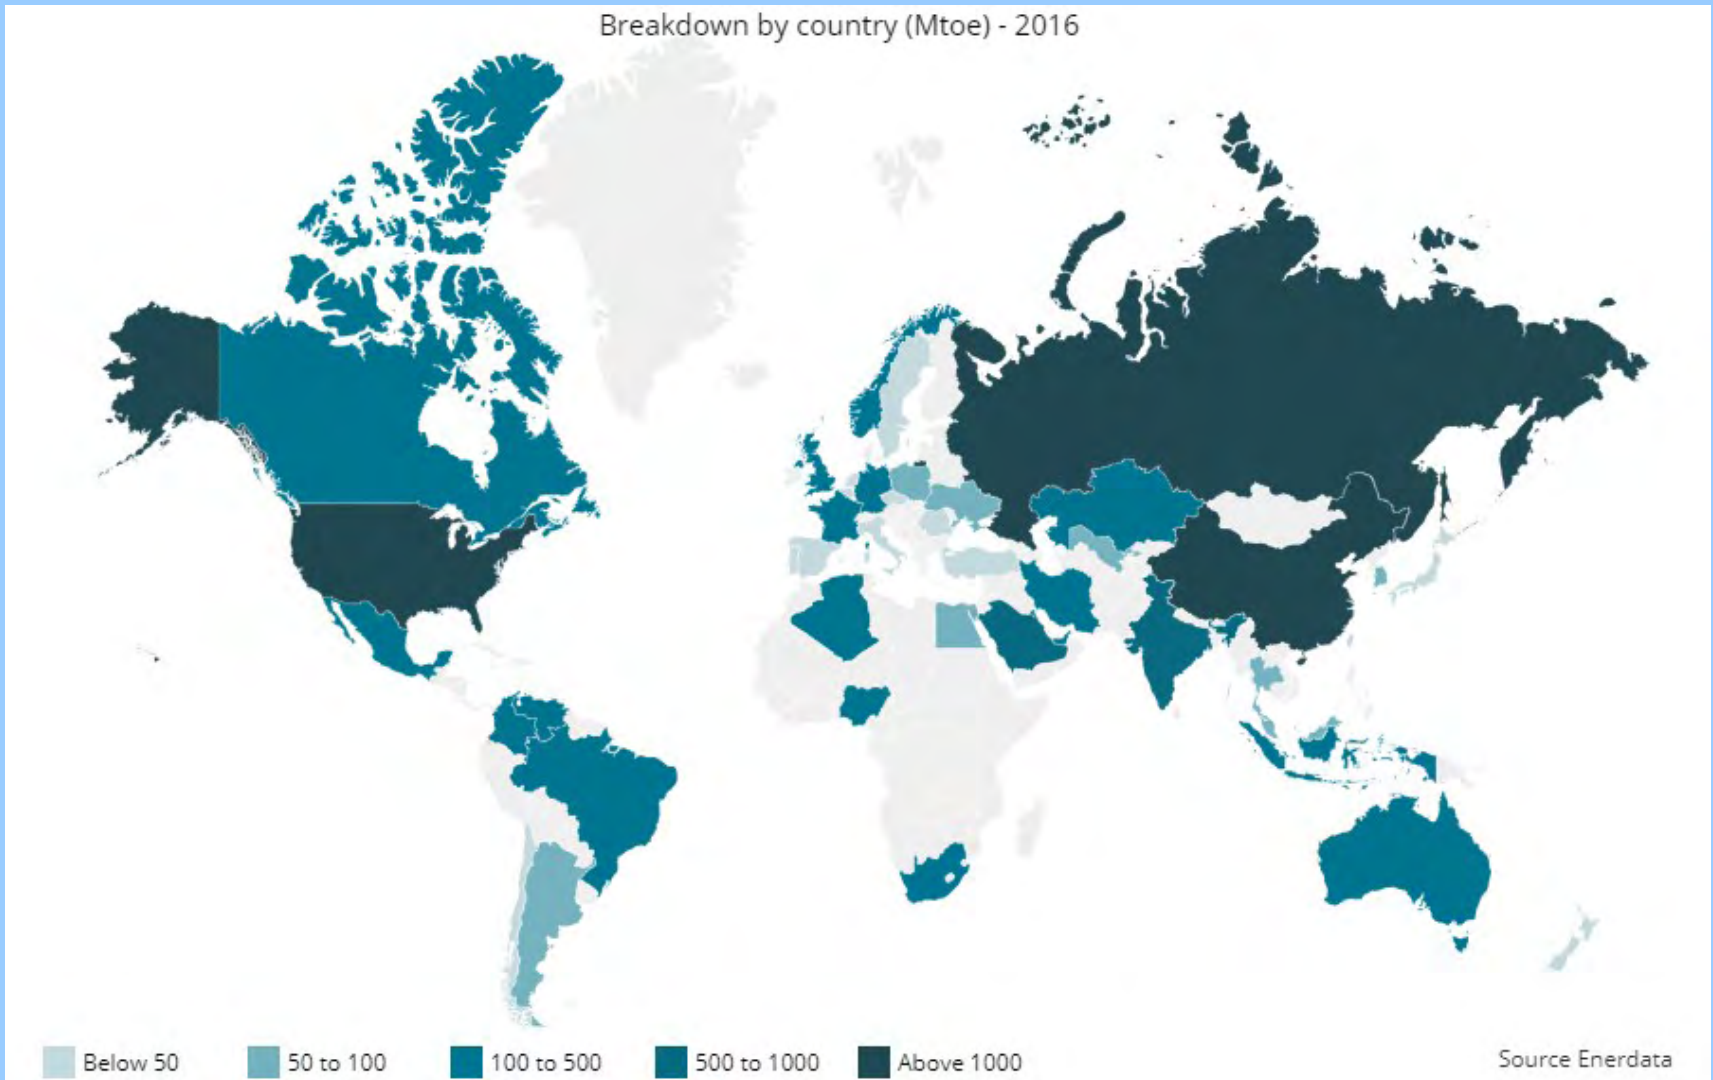 Breakdown by country (Mtoe) - 2016
Below 50
50 to 100
100 to 500
500 to 1000
Above 1000
Source Enerdata